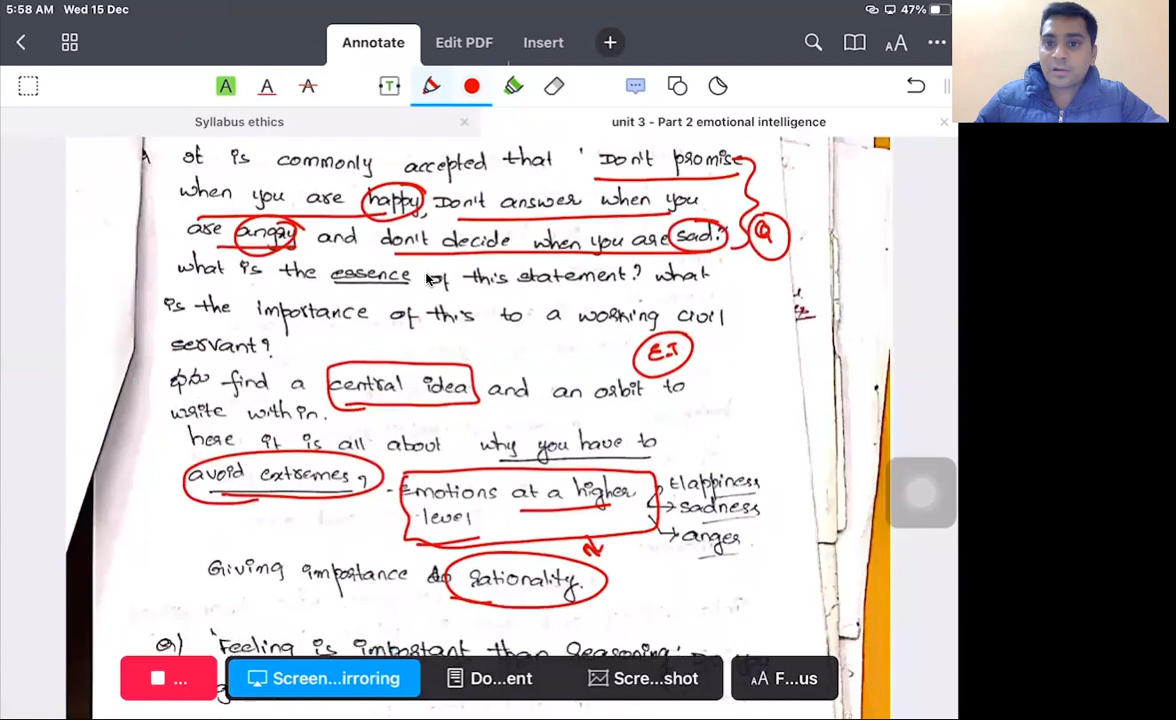 5:58 AM Wed 15 Dec
47%
Annotate Edit PDF Insert
AA
A A A T
Syllabus ethics
unit 3 - Part 2 emotional intelligence
It is commonly accepted that 'Don't promise
when you are happy, Don't answer when you
are angry and don't decide when you are sad.' Q
what is the essence of this statement? what
is the importance of this to a working civil
servant?
E.I
find a central idea and an orbit to
write within.
here it is all about why you have to
avoid extremes,
- Emotions at a higher level
Happiness
sadness
anger
Giving importance to rationality.
Q) 'Feeling is important than reasoning'. Do you
... Screen...irroring Do...ent Scre...shot AA F...us